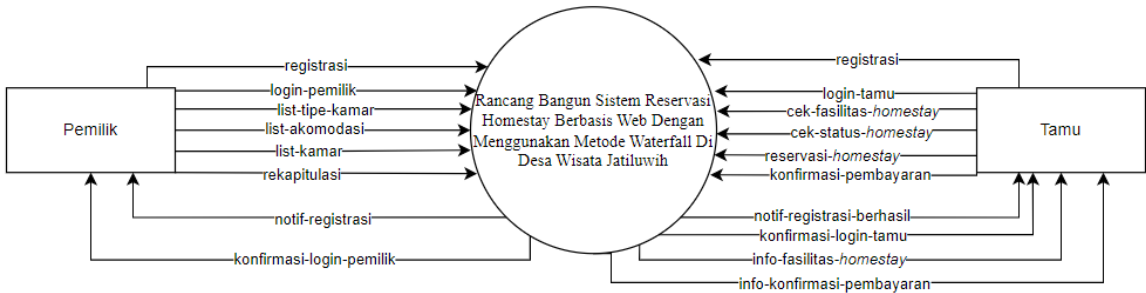 registrasi
login-pemilik
list-tipe-kamar
list-akomodasi
list-kamar
rekapitulasi
Pemilik
notif-registrasi
konfirmasi-login-pemilik
Rancang Bangun Sistem Reservasi
Homestay Berbasis Web Dengan
Menggunakan Metode Waterfall Di
Desa Wisata Jatiluwih
registrasi
login-tamu
cek-fasilitas-homestay
cek-status-homestay
reservasi-homestay
konfirmasi-pembayaran
Tamu
notif-registrasi-berhasil
konfirmasi-login-tamu
info-fasilitas-homestay
info-konfirmasi-pembayaran